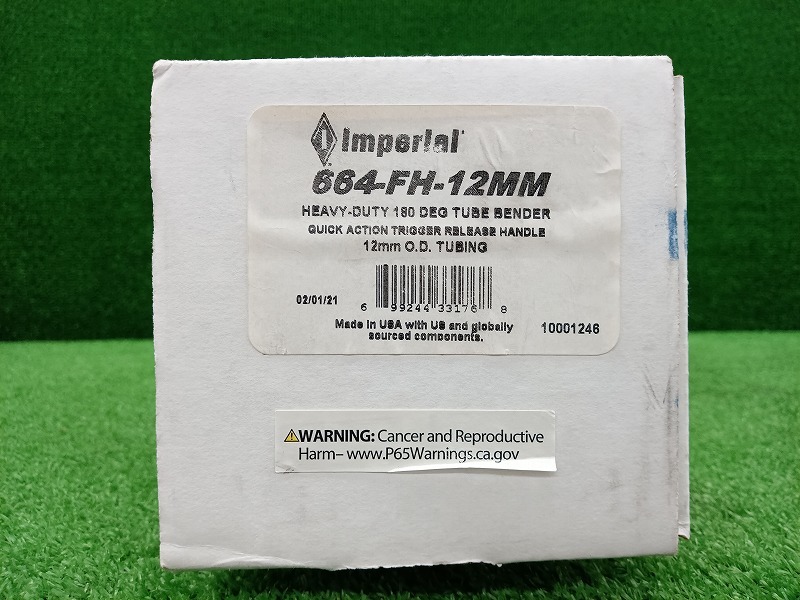 Imperial
664-FH-12MM
HEAVY-DUTY 180 DEG TUBE BENDER
QUICK ACTION TRIGGER RELEASE HANDLE
12mm O.D. TUBING
02/01/21
6 99244 33176 8
Made in USA with US and globally
sourced components.
10001246
WARNING: Cancer and Reproductive
Harm– www.P65Warnings.ca.gov